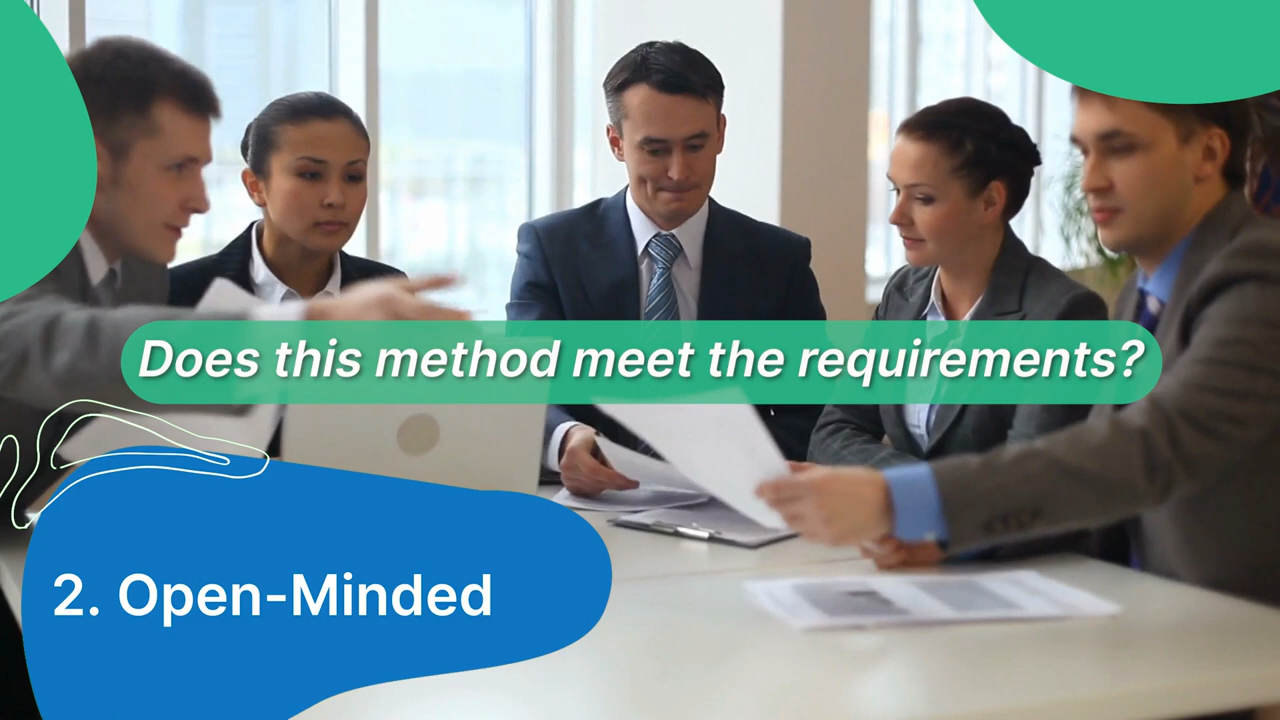 Does this method meet the requirements?
2. Open-Minded